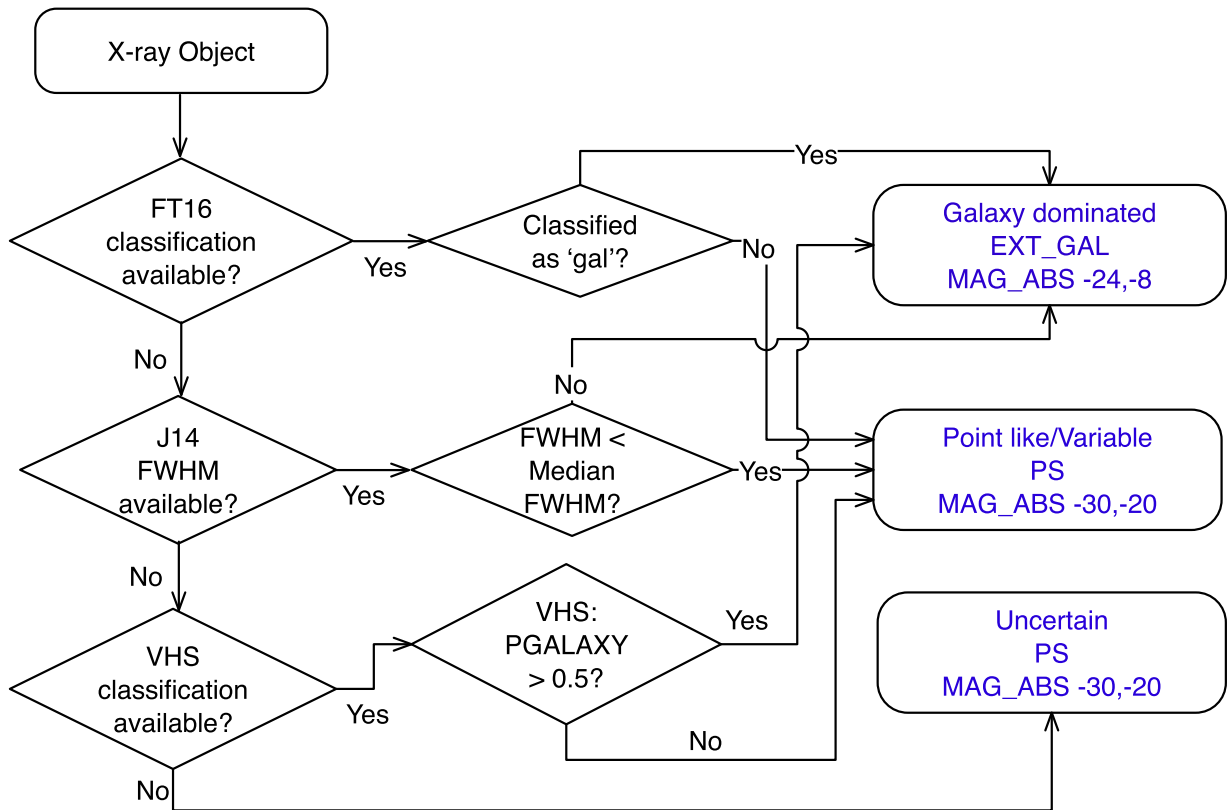 X-ray Object
FT16
classification
available?
Yes
Classified
as ‘gal’?
Yes
No
Galaxy dominated
EXT_GAL
MAG_ABS -24,-8
No
J14
FWHM
available?
Yes
No
FWHM <
Median
FWHM?
Yes
Point like/Variable
PS
MAG_ABS -30,-20
No
VHS
classification
available?
Yes
VHS:
PGALAXY
> 0.5?
Yes
No
Uncertain
PS
MAG_ABS -30,-20
No